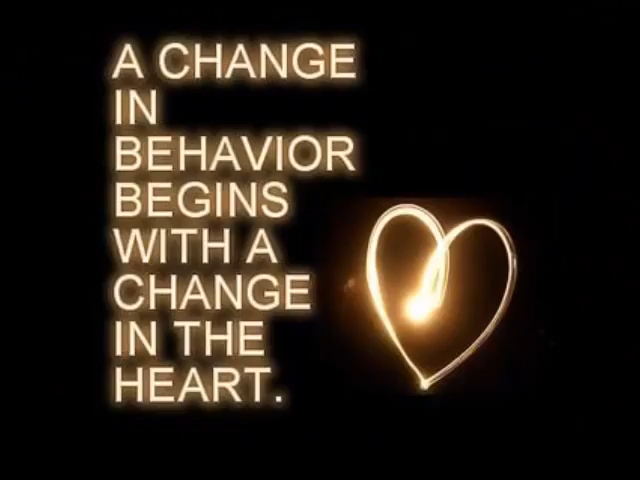 A CHANGE
IN
BEHAVIOR
BEGINS
WITH A
CHANGE
IN THE
HEART.